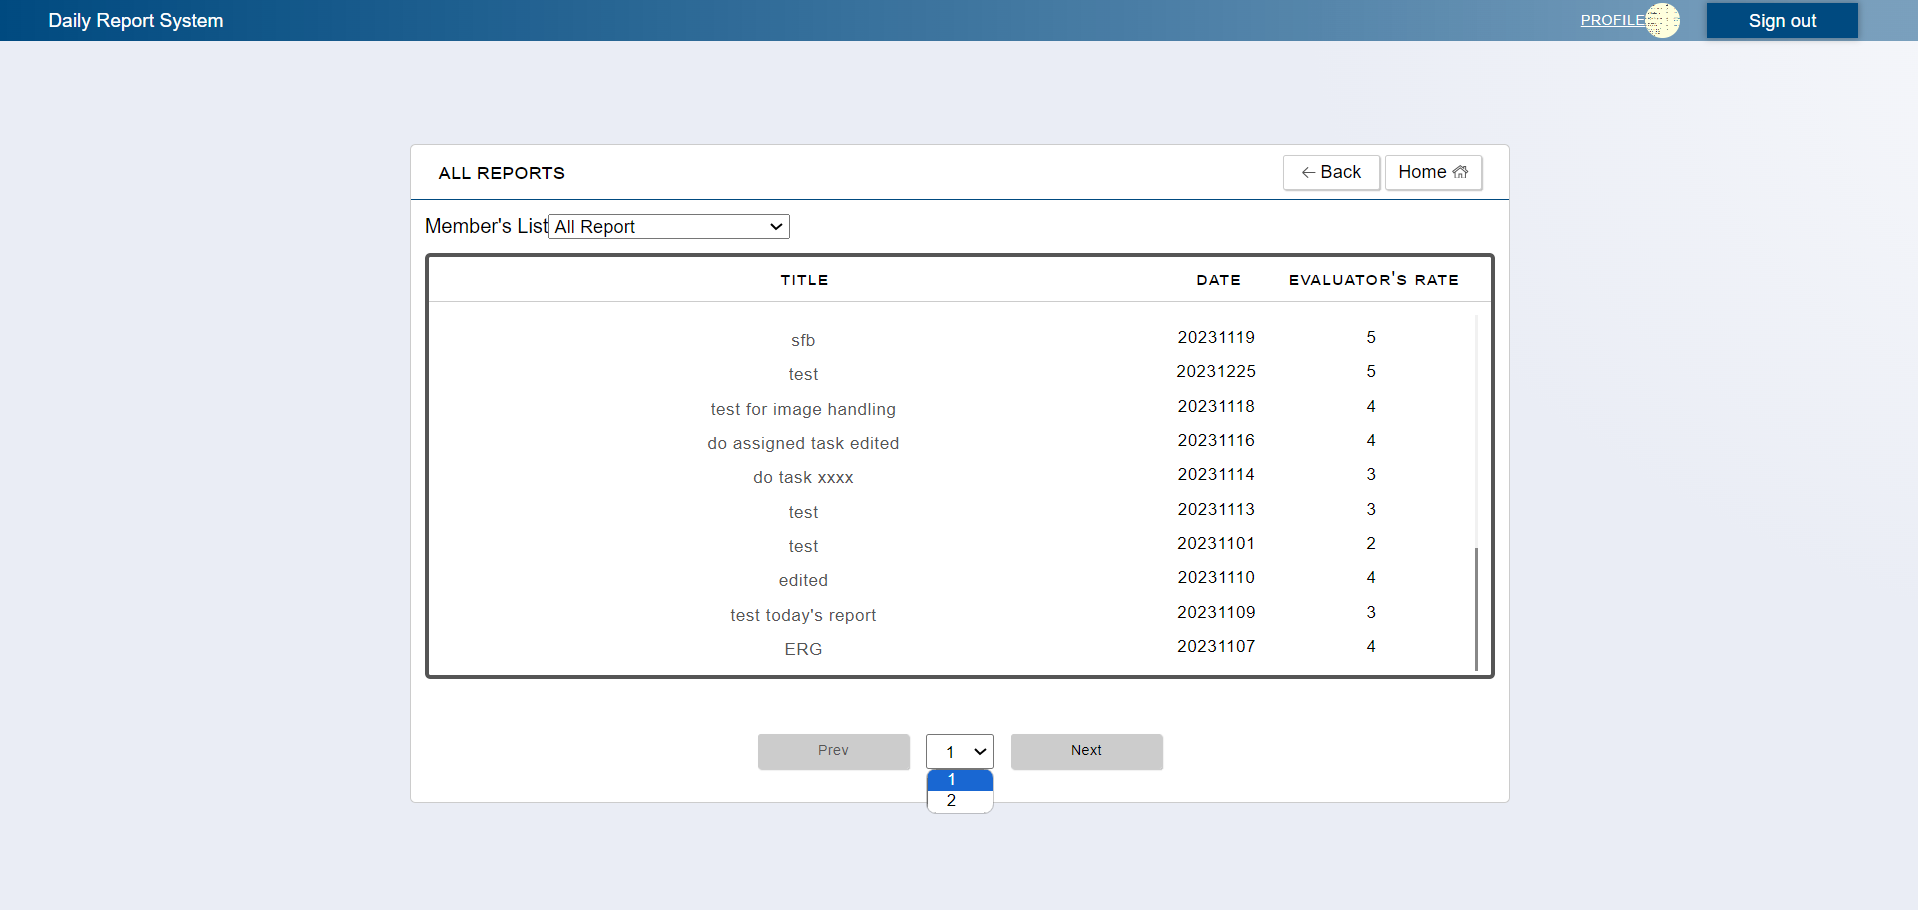 Daily Report System PROFILE Sign out
ALL REPORTS ← Back Home
Member's List All Report
TITLE DATE EVALUATOR'S RATE
sfb 20231119 5
test 20231225 5
test for image handling 20231118 4
do assigned task edited 20231116 4
do task xxxx 20231114 3
test 20231113 3
test 20231101 2
edited 20231110 4
test today's report 20231109 3
ERG 20231107 4
Prev 1 Next
1
2